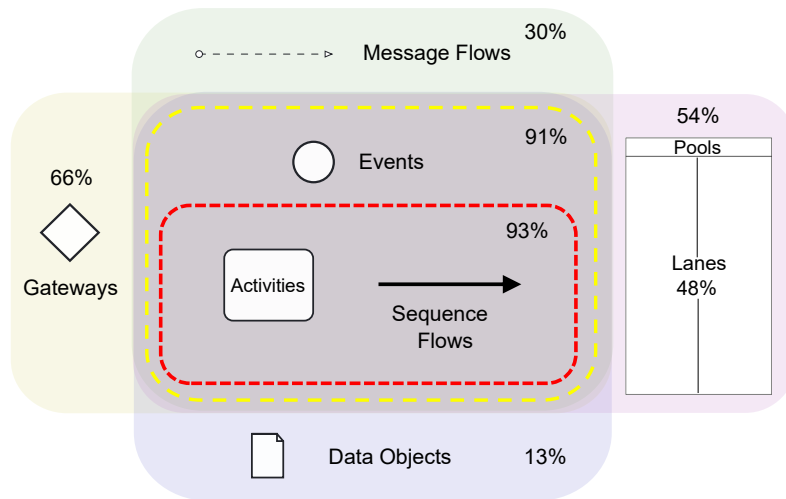 30%
Message Flows
54%
91%
Pools
Events
66%
93%
Lanes
48%
Activities
Gateways
Sequence
Flows
Data Objects
13%